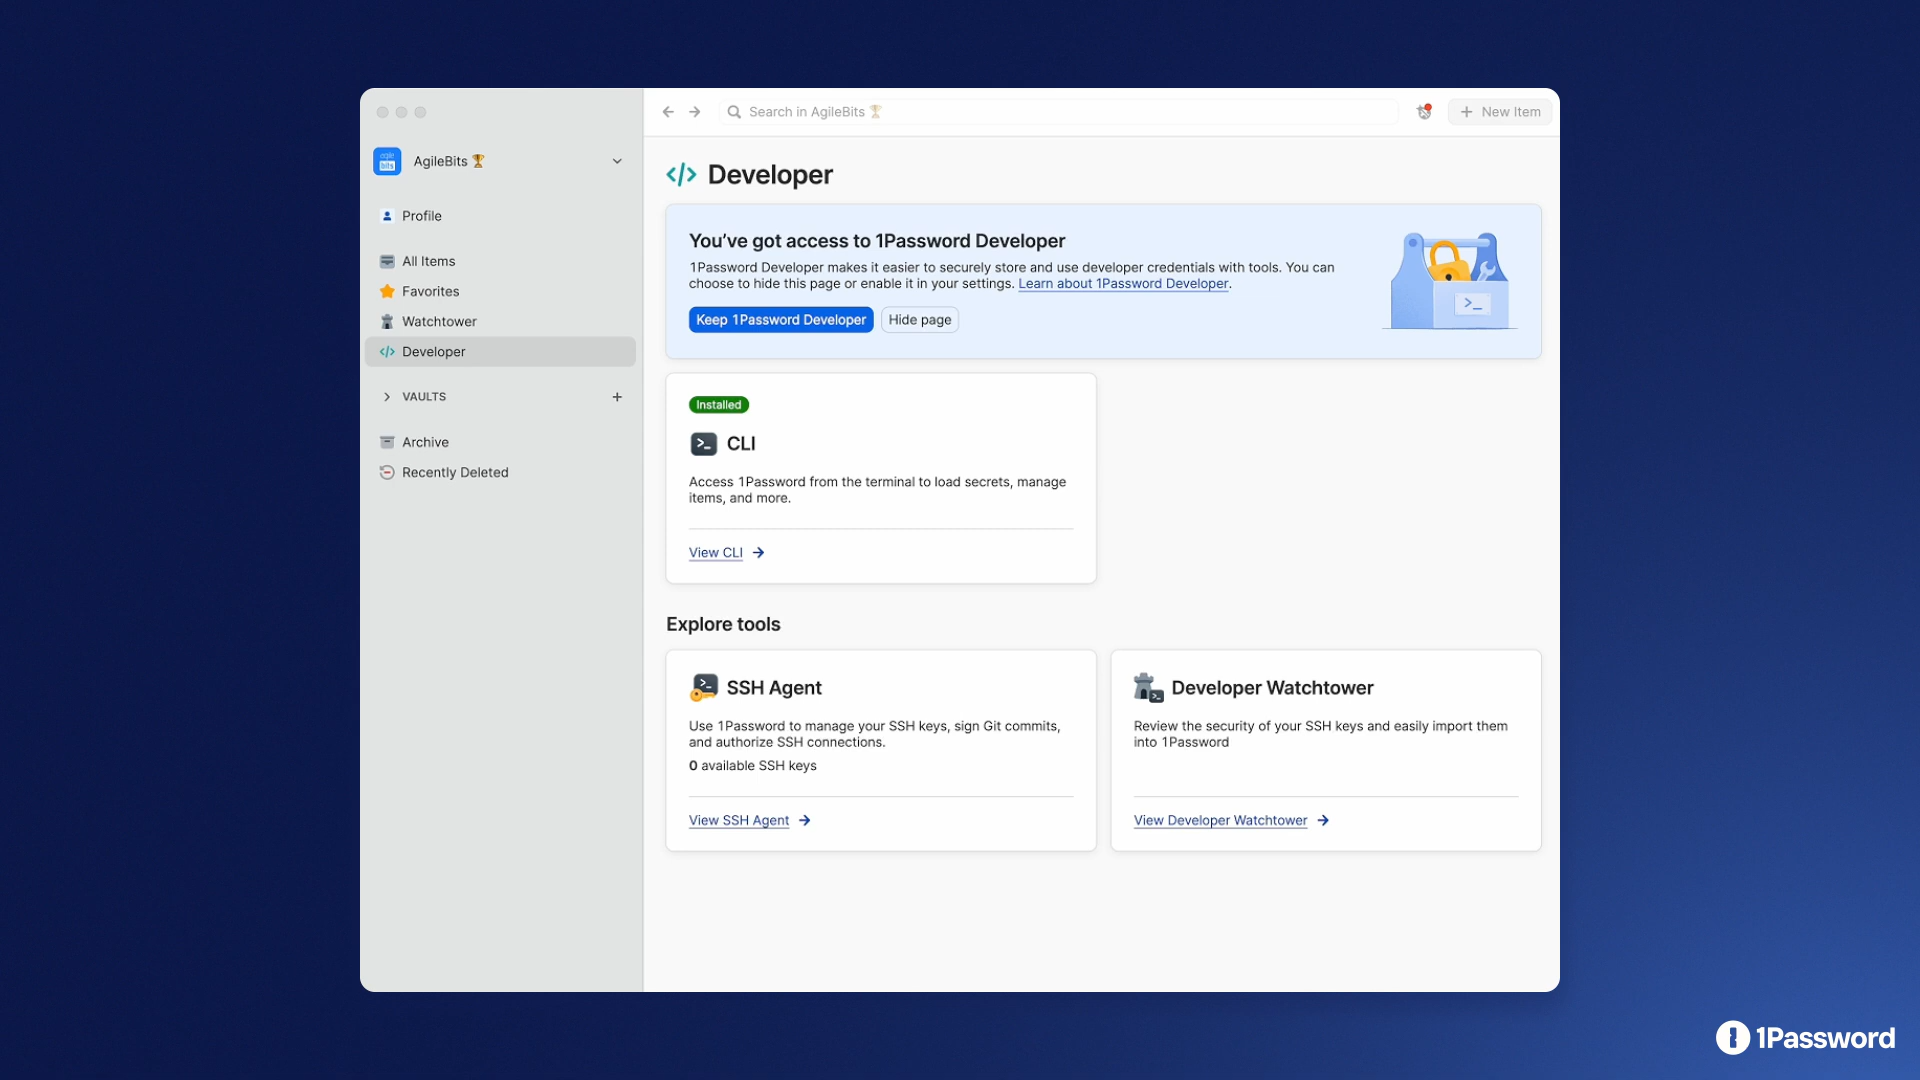 Search in AgileBits 🏆
New Item
agile
bits
AgileBits 🏆
Profile
All Items
Favorites
Watchtower
Developer
VAULTS
Archive
Recently Deleted
Developer
You’ve got access to 1Password Developer
1Password Developer makes it easier to securely store and use developer credentials with tools. You can
choose to hide this page or enable it in your settings. Learn about 1Password Developer.
Keep 1Password Developer
Hide page
Installed
CLI
Access 1Password from the terminal to load secrets, manage
items, and more.
View CLI
Explore tools
SSH Agent
Use 1Password to manage your SSH keys, sign Git commits,
and authorize SSH connections.
0 available SSH keys
View SSH Agent
Developer Watchtower
Review the security of your SSH keys and easily import them
into 1Password
View Developer Watchtower
1Password